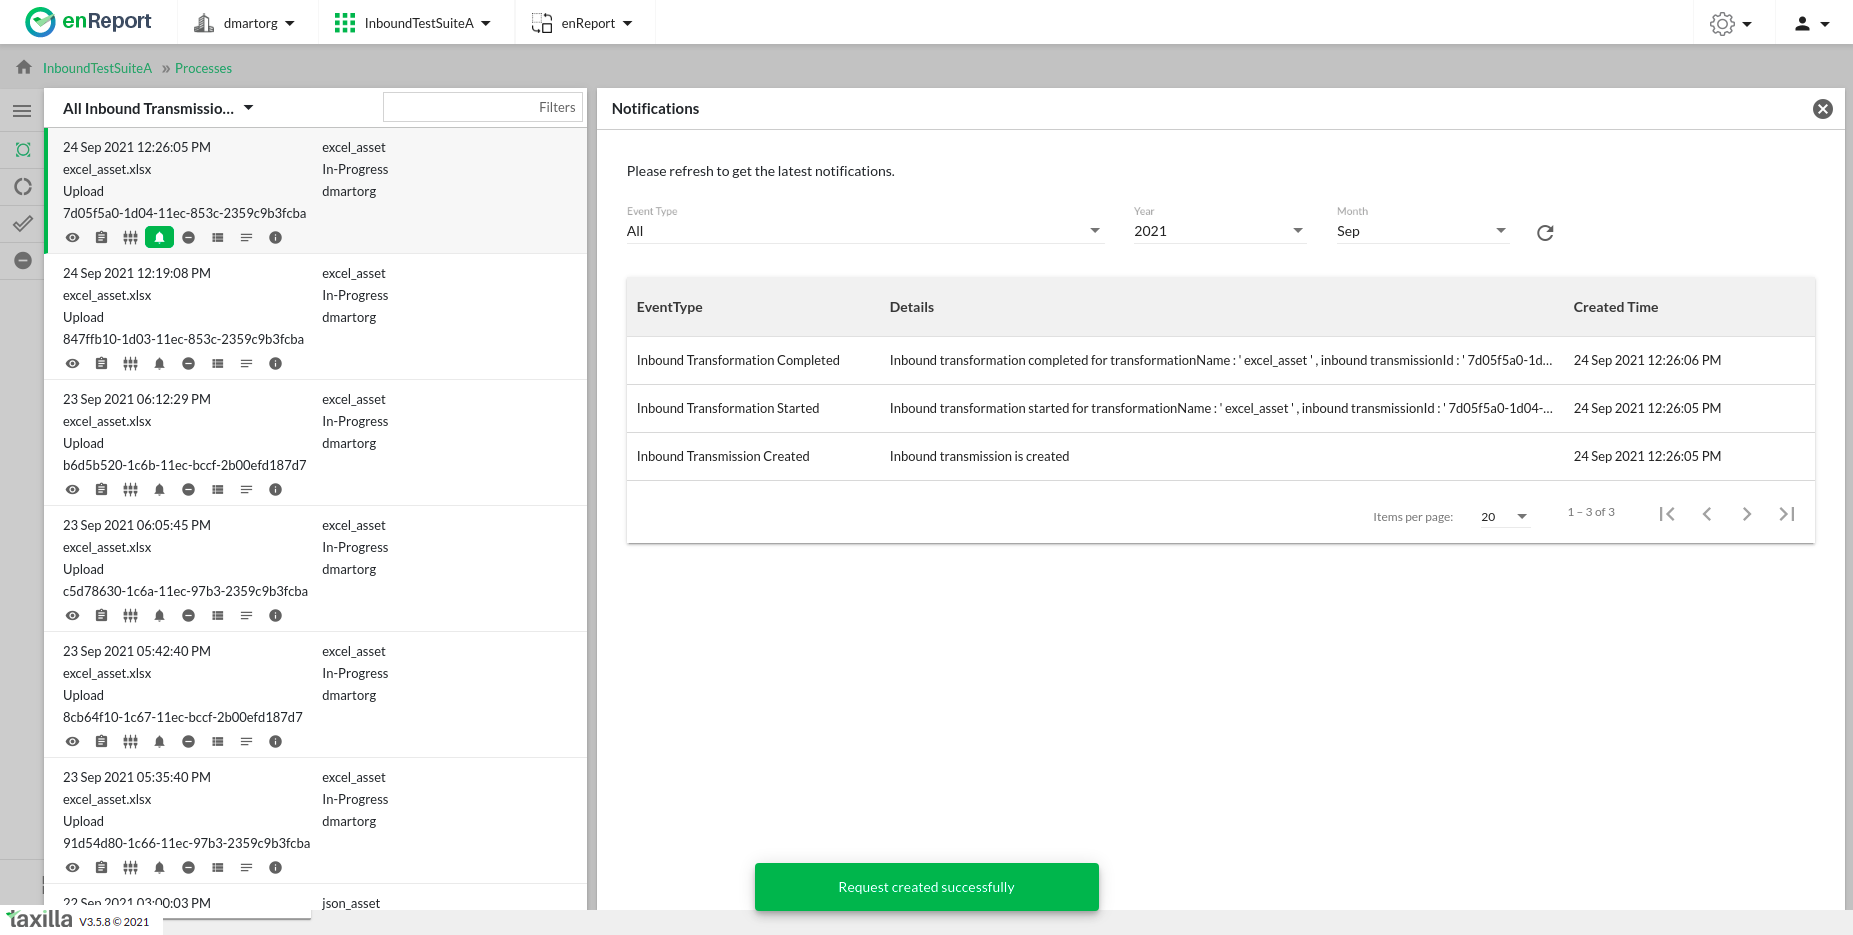 enReport
dmartorg
InboundTestSuiteA
enReport
InboundTestSuiteA » Processes
All Inbound Transmissio...
Filters
24 Sep 2021 12:26:05 PM excel_asset
excel_asset.xlsx In-Progress
Upload dmartorg
7d05f5a0-1d04-11ec-853c-2359c9b3fcba
24 Sep 2021 12:19:08 PM excel_asset
excel_asset.xlsx In-Progress
Upload dmartorg
847ffb10-1d03-11ec-853c-2359c9b3fcba
23 Sep 2021 06:12:29 PM excel_asset
excel_asset.xlsx In-Progress
Upload dmartorg
b6d5b520-1c6b-11ec-bccf-2b00efd187d7
23 Sep 2021 06:05:45 PM excel_asset
excel_asset.xlsx In-Progress
Upload dmartorg
c5d78630-1c6a-11ec-97b3-2359c9b3fcba
23 Sep 2021 05:42:40 PM excel_asset
excel_asset.xlsx In-Progress
Upload dmartorg
8cb64f10-1c67-11ec-bccf-2b00efd187d7
23 Sep 2021 05:35:40 PM excel_asset
excel_asset.xlsx In-Progress
Upload dmartorg
91d54d80-1c66-11ec-97b3-2359c9b3fcba
22 Sep 2021 03:00:03 PM json_asset
taxilla V3.5.8 © 2021
Notifications
Please refresh to get the latest notifications.
Event Type Year Month
All 2021 Sep
EventType Details Created Time
Inbound Transformation Completed Inbound transformation completed for transformationName : ' excel_asset ' , inbound transmissionId : ' 7d05f5a0-1d... 24 Sep 2021 12:26:06 PM
Inbound Transformation Started Inbound transformation started for transformationName : ' excel_asset ' , inbound transmissionId : ' 7d05f5a0-1d04-... 24 Sep 2021 12:26:05 PM
Inbound Transmission Created Inbound transmission is created 24 Sep 2021 12:26:05 PM
Items per page: 20 1 – 3 of 3
Request created successfully